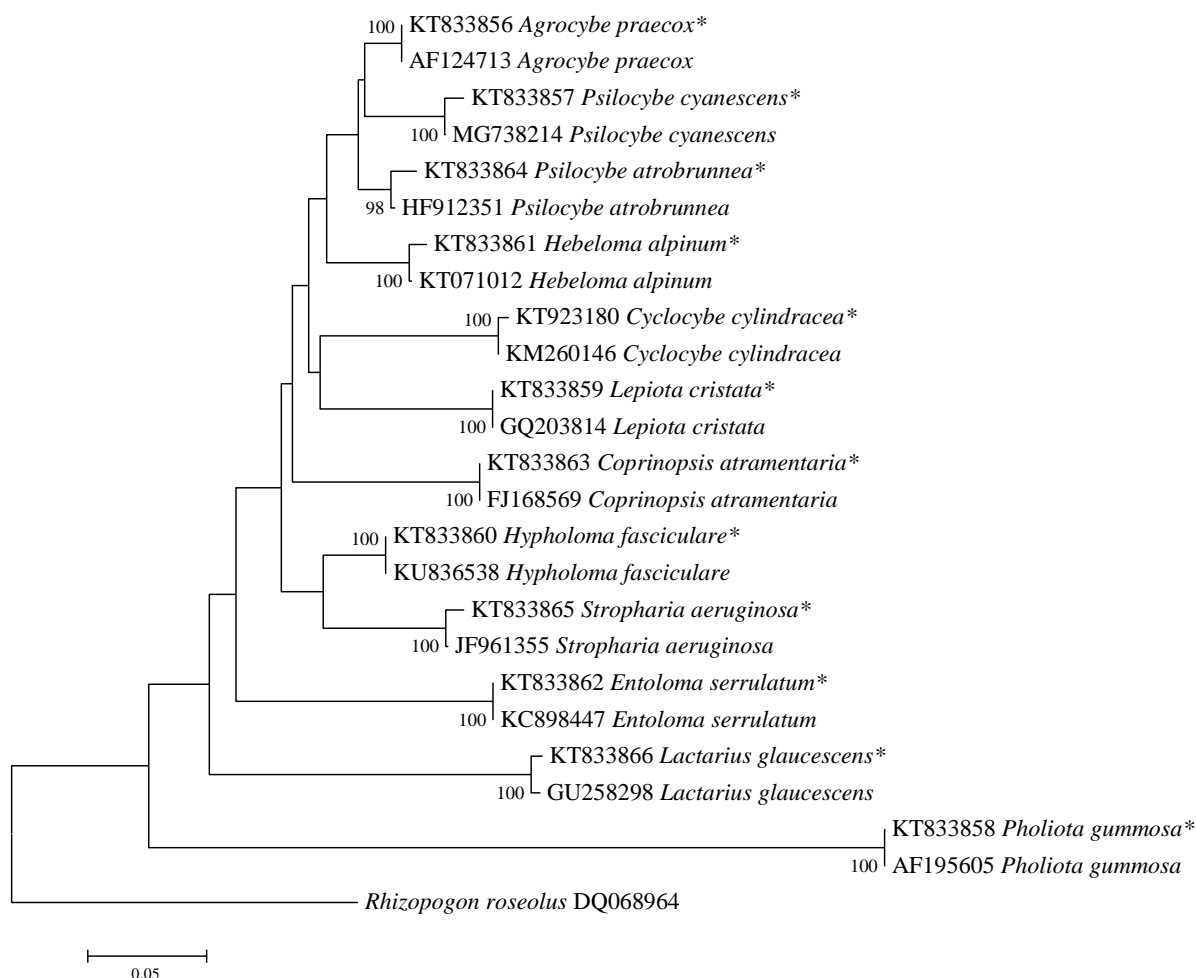 100 KT833856 Agrocybe praecox*
AF124713 Agrocybe praecox
KT833857 Psilocybe cyanescens*
100 MG738214 Psilocybe cyanescens
KT833864 Psilocybe atrobrunnea*
98 HF912351 Psilocybe atrobrunnea
KT833861 Hebeloma alpinum*
100 KT071012 Hebeloma alpinum
100 KT923180 Cyclocybe cylindracea*
KM260146 Cyclocybe cylindracea
KT833859 Lepiota cristata*
100 GQ203814 Lepiota cristata
KT833863 Coprinopsis atramentaria*
100 FJ168569 Coprinopsis atramentaria
100 KT833860 Hypholoma fasciculare*
KU836538 Hypholoma fasciculare
KT833865 Stropharia aeruginosa*
100 JF961355 Stropharia aeruginosa
KT833862 Entoloma serrulatum*
100 KC898447 Entoloma serrulatum
KT833866 Lactarius glaucescens*
100 GU258298 Lactarius glaucescens
KT833858 Pholiota gummosa*
100 AF195605 Pholiota gummosa
Rhizopogon roseolus DQ068964
0.05